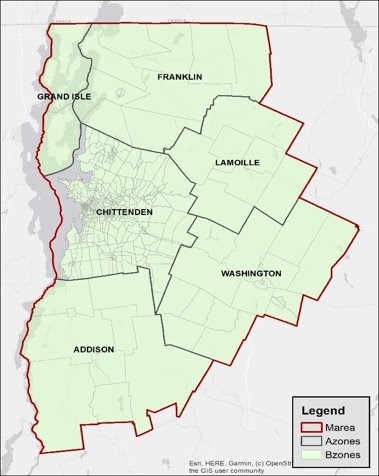 FRANKLIN
GRAND ISLE
LAMOILLE
CHITTENDEN
WASHINGTON
ADDISON
Legend
Marea
Azones
Bzones
Esri, HERE, Garmin, (c) OpenStr
the GIS user community